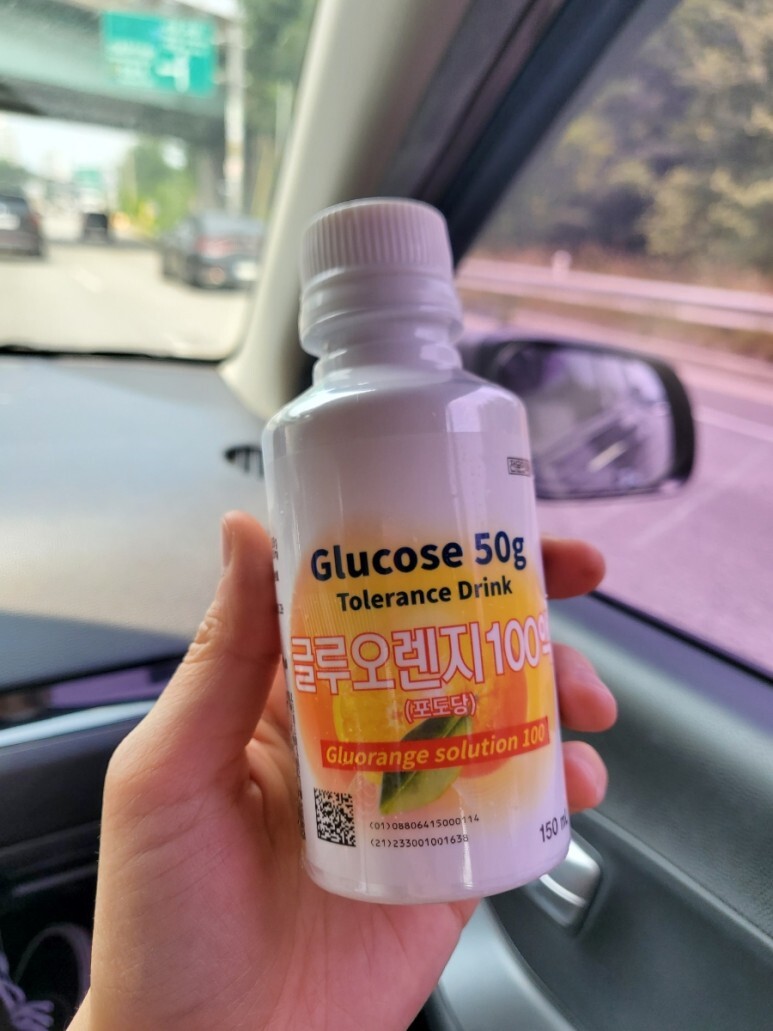 Glucose 50g
Tolerance Drink
글루오렌지100액
(포도당)
Gluorange solution 100
(01)08806415000114
(21)233001001638
150 mL